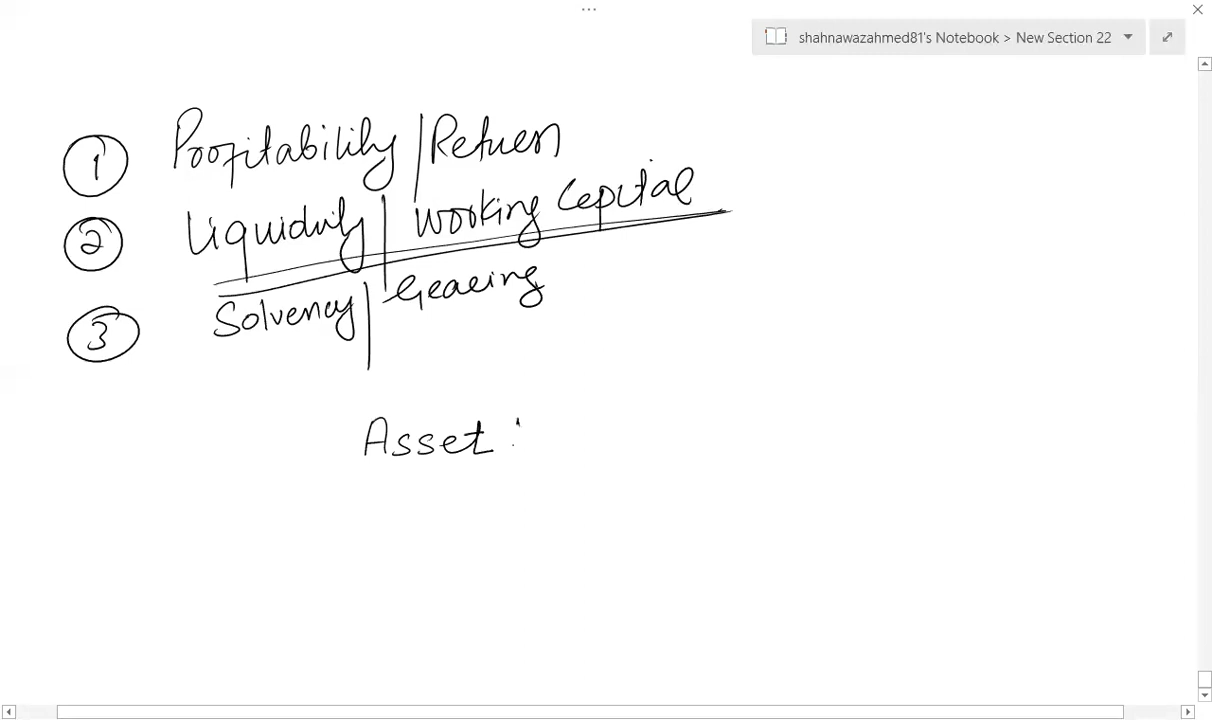 ...
shahnawazahmed81's Notebook > New Section 22
1 Profitability / Return
2 Liquidity / Working Capital
3 Solvency / Gearing
Asset :